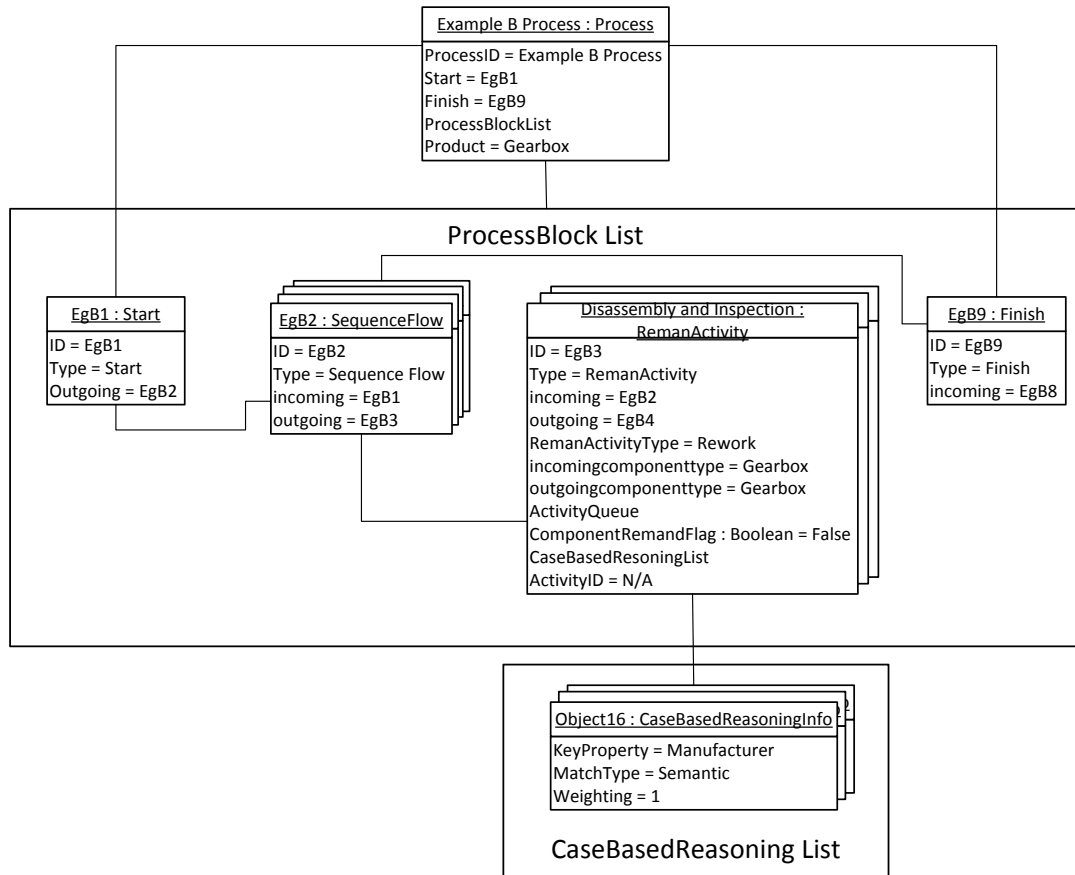 Example B Process : Process
ProcessID = Example B Process
Start = EgB1
Finish = EgB9
ProcessBlockList
Product = Gearbox
ProcessBlock List
EgB1 : Start
ID = EgB1
Type = Start
Outgoing = EgB2
EgB2 : SequenceFlow
ID = EgB2
Type = Sequence Flow
incoming = EgB1
outgoing = EgB3
Disassembly and Inspection :
RemanActivity
ID = EgB3
Type = RemanActivity
incoming = EgB2
outgoing = EgB4
RemanActivityType = Rework
incomingcomponenttype = Gearbox
outgoingcomponenttype = Gearbox
ActivityQueue
ComponentRemandFlag : Boolean = False
CaseBasedResoningList
ActivityID = N/A
EgB9 : Finish
ID = EgB9
Type = Finish
incoming = EgB8
Object16 : CaseBasedReasoningInfo
KeyProperty = Manufacturer
MatchType = Semantic
Weighting = 1
CaseBasedReasoning List